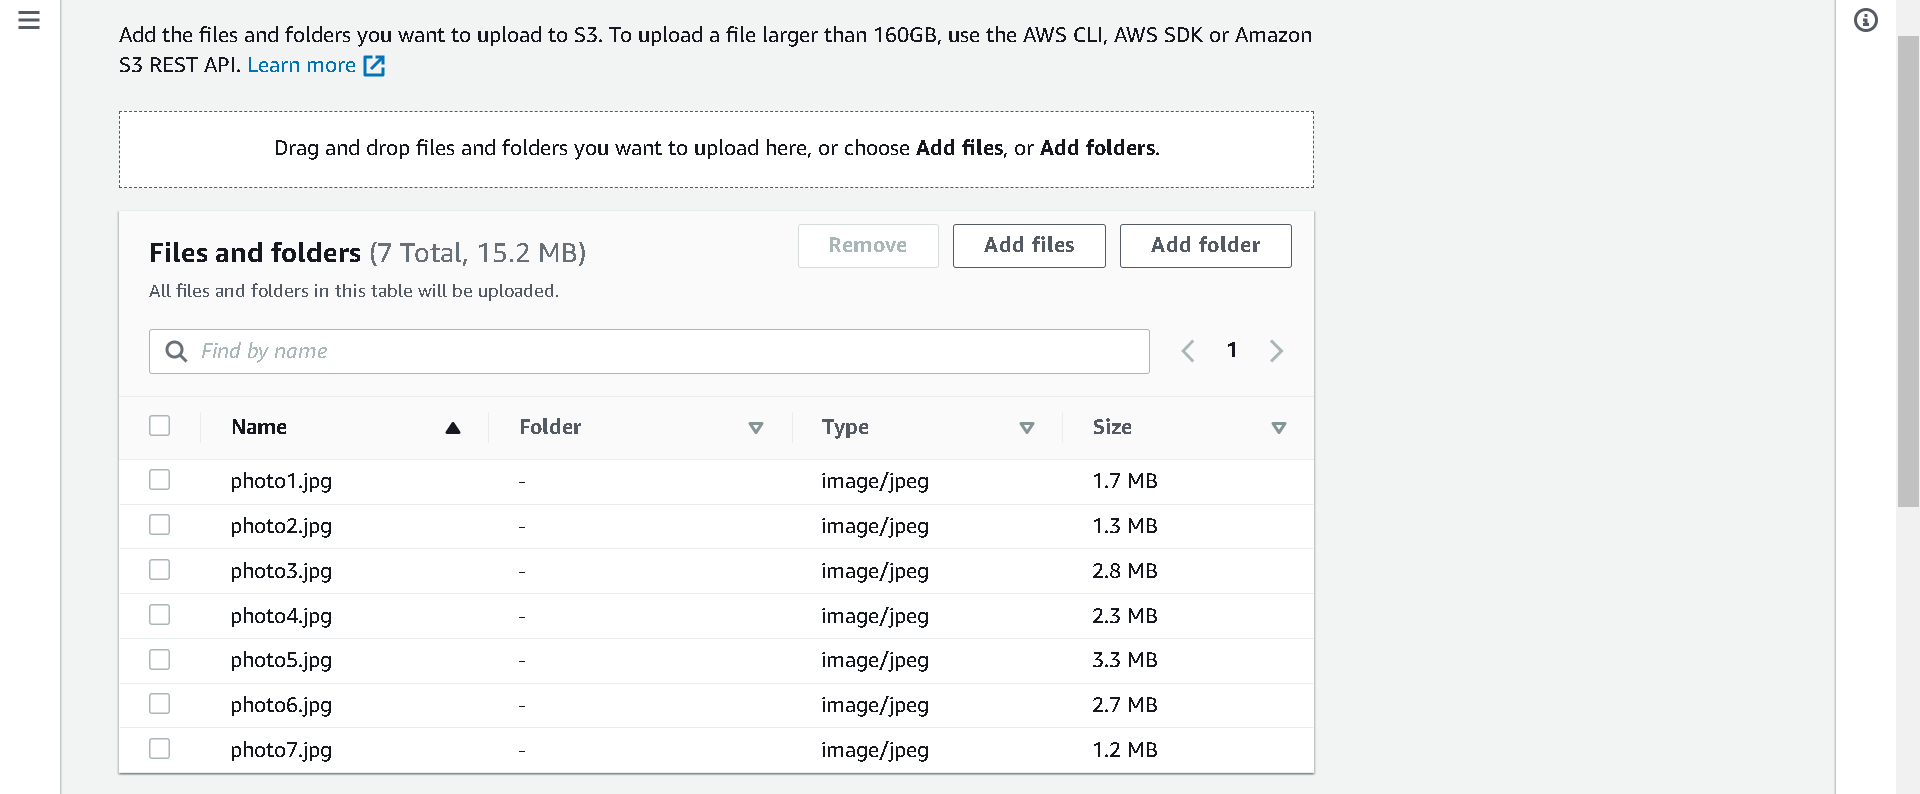 Add the files and folders you want to upload to S3. To upload a file larger than 160GB, use the AWS CLI, AWS SDK or Amazon
S3 REST API. Learn more
Drag and drop files and folders you want to upload here, or choose Add files, or Add folders.
Files and folders (7 Total, 15.2 MB)
Remove
Add files
Add folder
All files and folders in this table will be uploaded.
Find by name
1
Name Folder Type Size
photo1.jpg - image/jpeg 1.7 MB
photo2.jpg - image/jpeg 1.3 MB
photo3.jpg - image/jpeg 2.8 MB
photo4.jpg - image/jpeg 2.3 MB
photo5.jpg - image/jpeg 3.3 MB
photo6.jpg - image/jpeg 2.7 MB
photo7.jpg - image/jpeg 1.2 MB